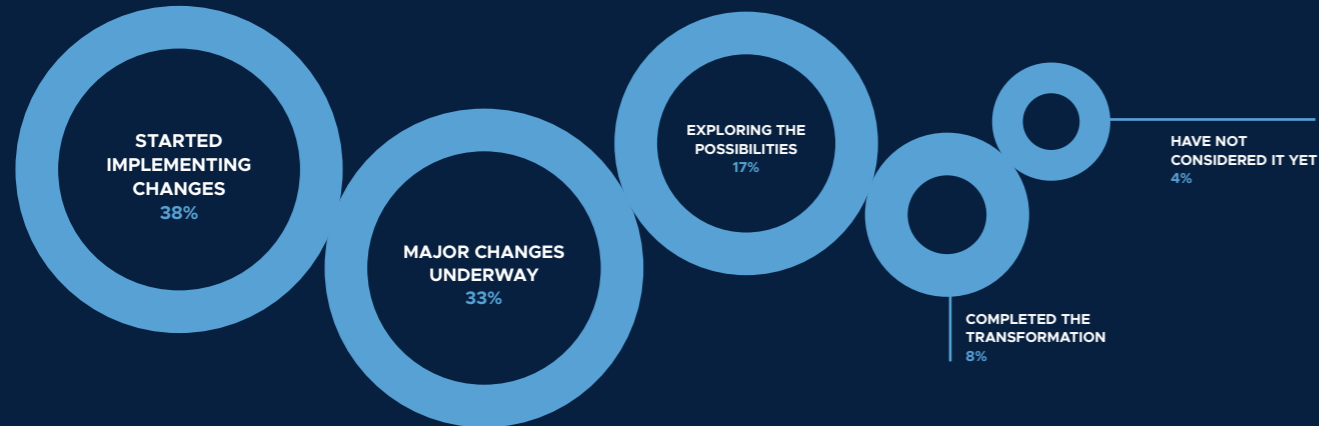 STARTED
IMPLEMENTING
CHANGES
38%
MAJOR CHANGES
UNDERWAY
33%
EXPLORING THE
POSSIBILITIES
17%
COMPLETED THE
TRANSFORMATION
8%
HAVE NOT
CONSIDERED IT YET
4%